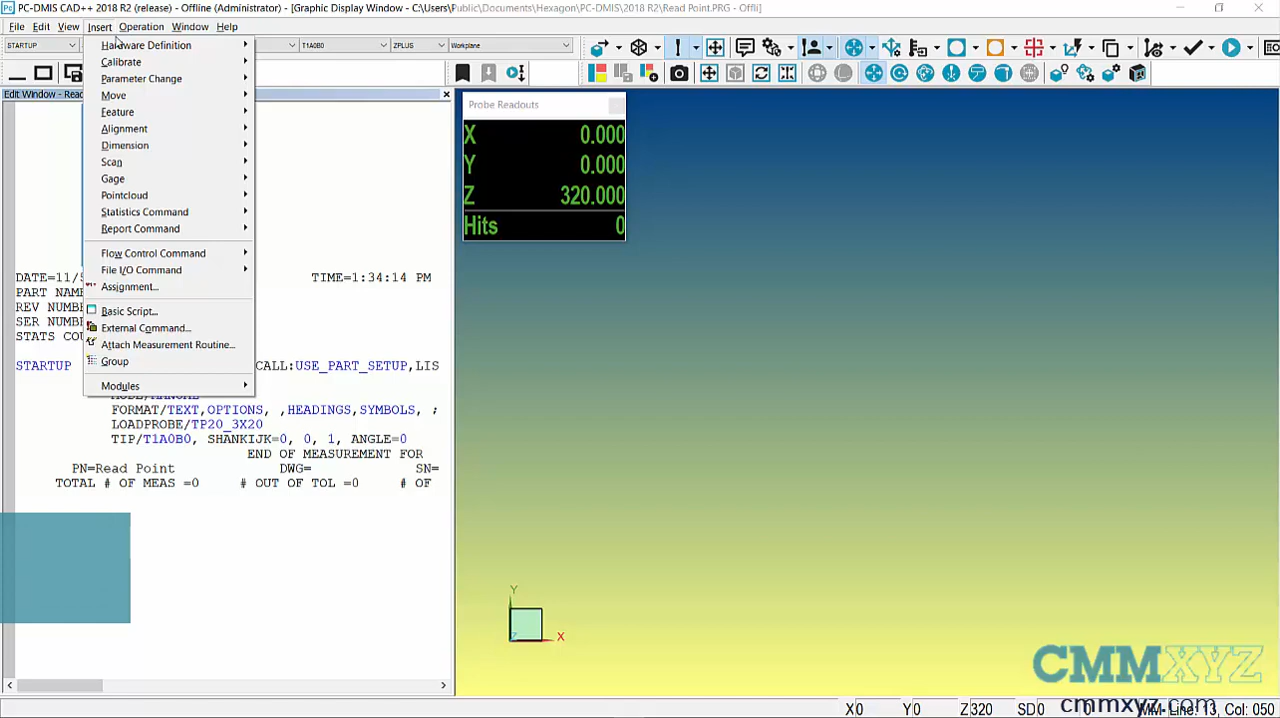 PC-DMIS CAD++ 2018 R2 (release) - Offline (Administrator) - [Graphic Display Window - C:\Users\Public\Documents\Hexagon\PC-DMIS\2018 R2\Read Point.PRG - Offli]
File Edit View Insert Operation Window Help
STARTUP T1A0B0 ZPLUS Workplane
Edit Window - Rea
Hardware Definition
Calibrate
Parameter Change
Move
Feature
Alignment
Dimension
Scan
Gage
Pointcloud
Statistics Command
Report Command
Flow Control Command
File I/O Command
Assignment...
Basic Script...
External Command...
Attach Measurement Routine...
Group
Modules
DATE=11/ TIME=1:34:14 PM
PART NAM
REV NUMB
SER NUMB
STATS COU
STARTUP CALL:USE_PART_SETUP,LIS
FORMAT/TEXT,OPTIONS, ,HEADINGS,SYMBOLS, ;
LOADPROBE/TP20_3X20
TIP/T1A0B0, SHANKIJK=0, 0, 1, ANGLE=0
END OF MEASUREMENT FOR
PN=Read Point DWG= SN=
TOTAL # OF MEAS =0 # OUT OF TOL =0 # OF
Probe Readouts
X 0.000
Y 0.000
Z 320.000
Hits 0
Y
Z X
CMMXYZ
cmmxyz.com
X0 Y0 Z320 SD0 0 MM Line: 13, Col: 050